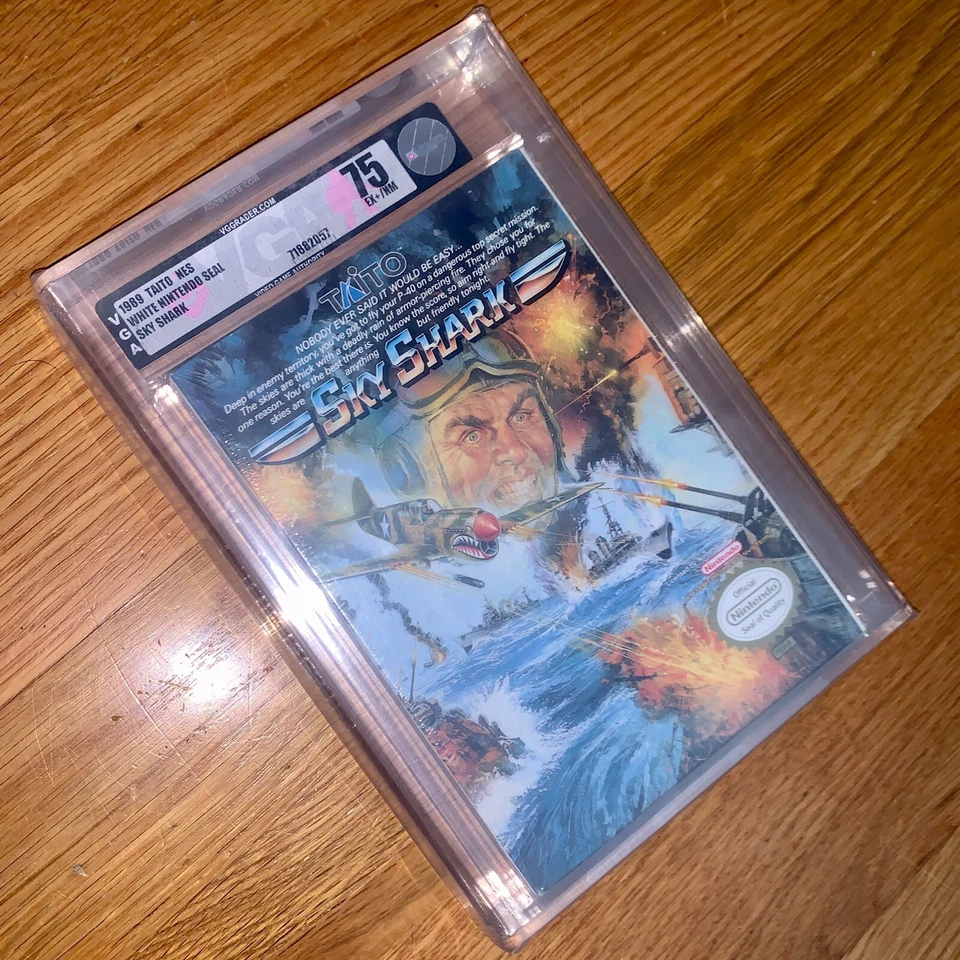 VGA
1989 TAITO NES
WHITE NINTENDO SEAL
SKY SHARK
VGGRADER.COM
VGA
71882057
VIDEO GAME AUTHORITY
75
EX+/NM
TAITO
NOBODY EVER SAID IT WOULD BE EASY...
Deep in enemy territory, you've got to fly your P-40 on a dangerous top secret mission.
The skies are thick with a deadly rain of armor-piercing fire. They chose you for
one reason. You're the best there is. You know the score, so aim right and fly tight. The
skies are anything but friendly tonight.
SKY SHARK
Nintendo
Official
Nintendo
Seal of Quality